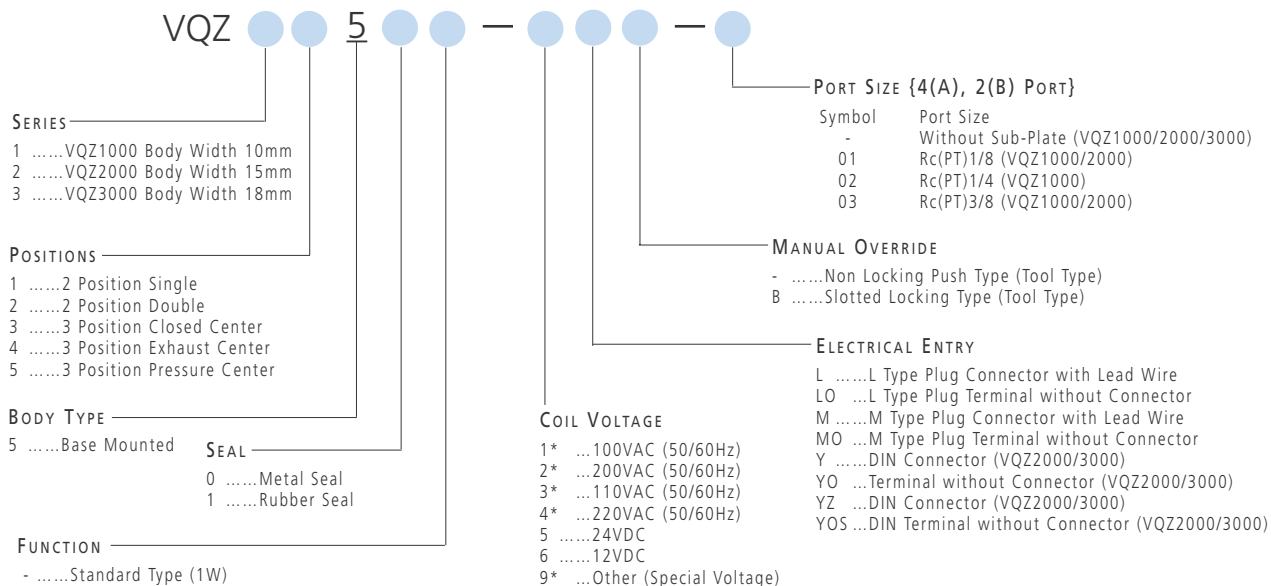 VQZ 5 – –
PORT SIZE {4(A), 2(B) PORT}
Symbol Port Size
- Without Sub-Plate (VQZ1000/2000/3000)
01 Rc(PT)1/8 (VQZ1000/2000)
02 Rc(PT)1/4 (VQZ1000)
03 Rc(PT)3/8 (VQZ1000/2000)
SERIES
1 ......VQZ1000 Body Width 10mm
2 ......VQZ2000 Body Width 15mm
3 ......VQZ3000 Body Width 18mm
MANUAL OVERRIDE
- ......Non Locking Push Type (Tool Type)
B ......Slotted Locking Type (Tool Type)
POSITIONS
1 ......2 Position Single
2 ......2 Position Double
3 ......3 Position Closed Center
4 ......3 Position Exhaust Center
5 ......3 Position Pressure Center
ELECTRICAL ENTRY
L ......L Type Plug Connector with Lead Wire
LO ...L Type Plug Terminal without Connector
M ......M Type Plug Connector with Lead Wire
MO ...M Type Plug Terminal without Connector
Y ......DIN Connector (VQZ2000/3000)
YO ...Terminal without Connector (VQZ2000/3000)
YZ ...DIN Connector (VQZ2000/3000)
YOS ...DIN Terminal without Connector (VQZ2000/3000)
BODY TYPE
5 ......Base Mounted
SEAL
0 ......Metal Seal
1 ......Rubber Seal
COIL VOLTAGE
1* ...100VAC (50/60Hz)
2* ...200VAC (50/60Hz)
3* ...110VAC (50/60Hz)
4* ...220VAC (50/60Hz)
5 ......24VDC
6 ......12VDC
9* ...Other (Special Voltage)
FUNCTION
- ......Standard Type (1W)